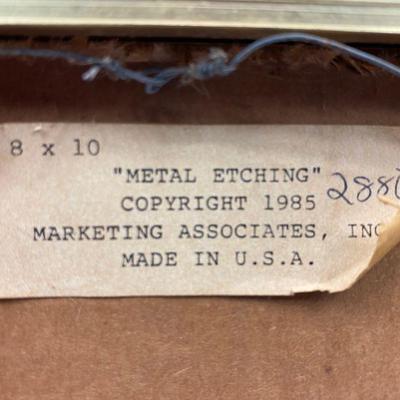 8 x 10
"METAL ETCHING"
COPYRIGHT 1985
MARKETING ASSOCIATES, INC
MADE IN U.S.A.